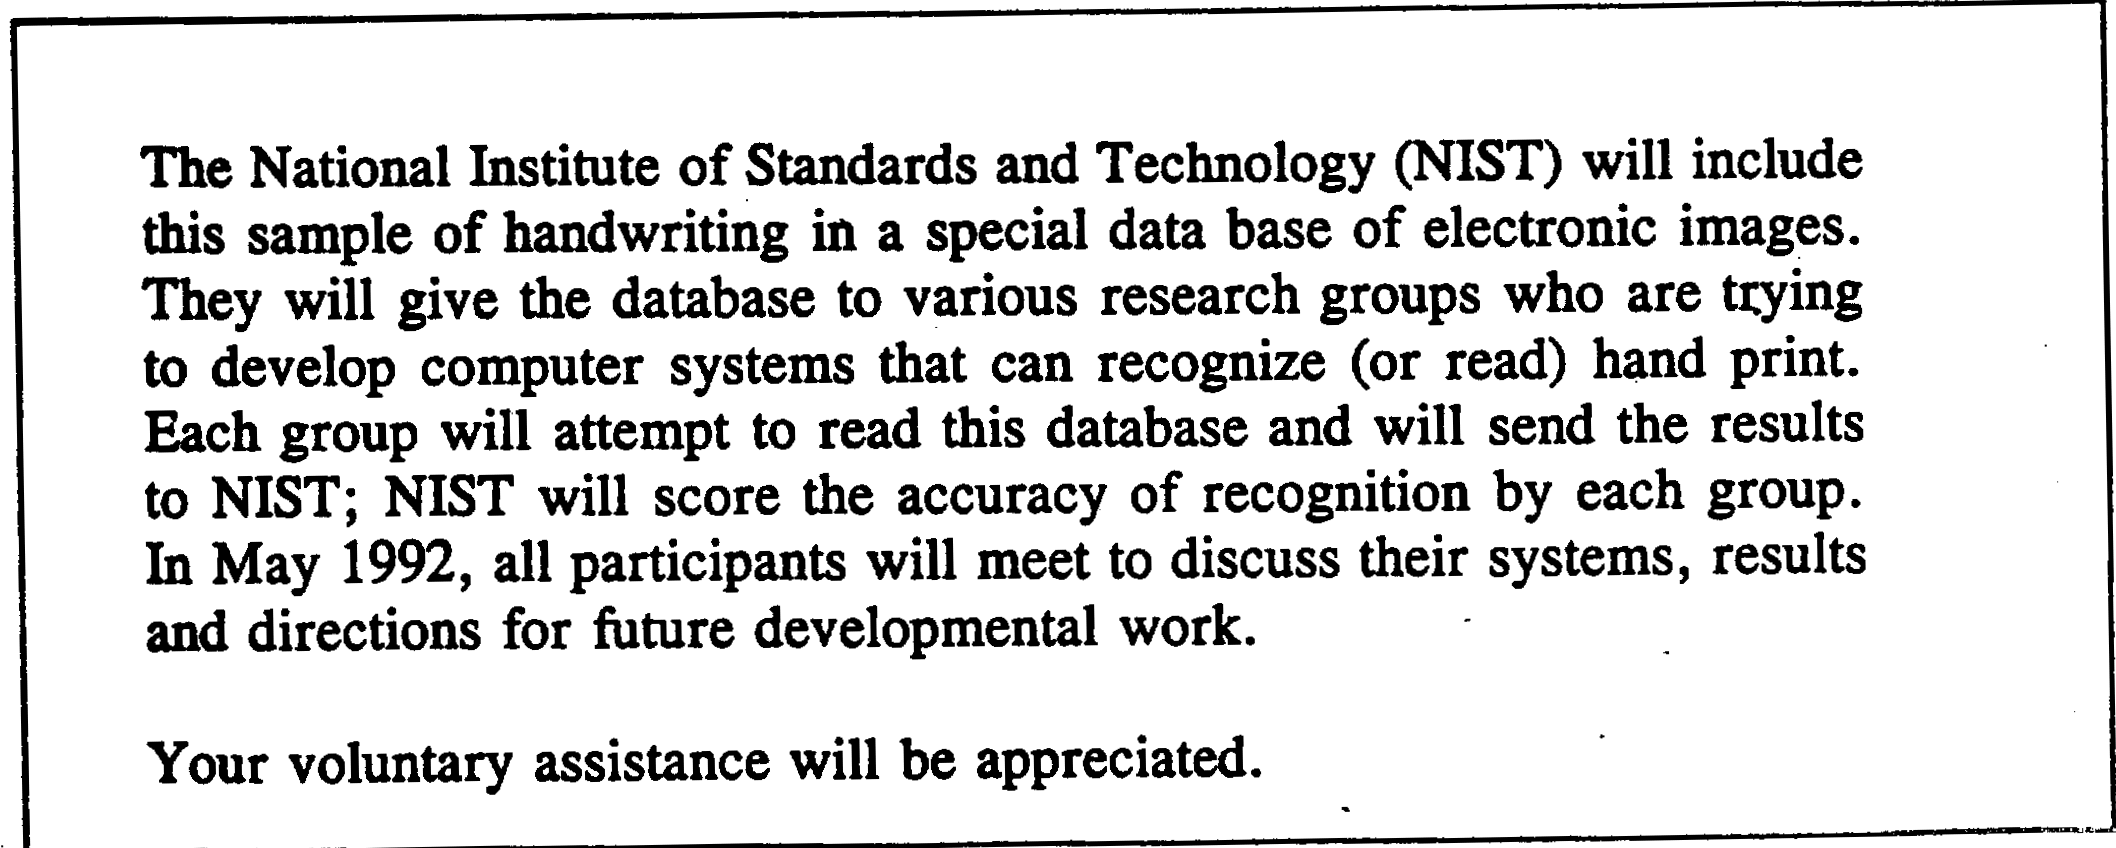 The National Institute of Standards and Technology (NIST) will include
this sample of handwriting in a special data base of electronic images.
They will give the database to various research groups who are trying
to develop computer systems that can recognize (or read) hand print.
Each group will attempt to read this database and will send the results
to NIST; NIST will score the accuracy of recognition by each group.
In May 1992, all participants will meet to discuss their systems, results
and directions for future developmental work.
Your voluntary assistance will be appreciated.